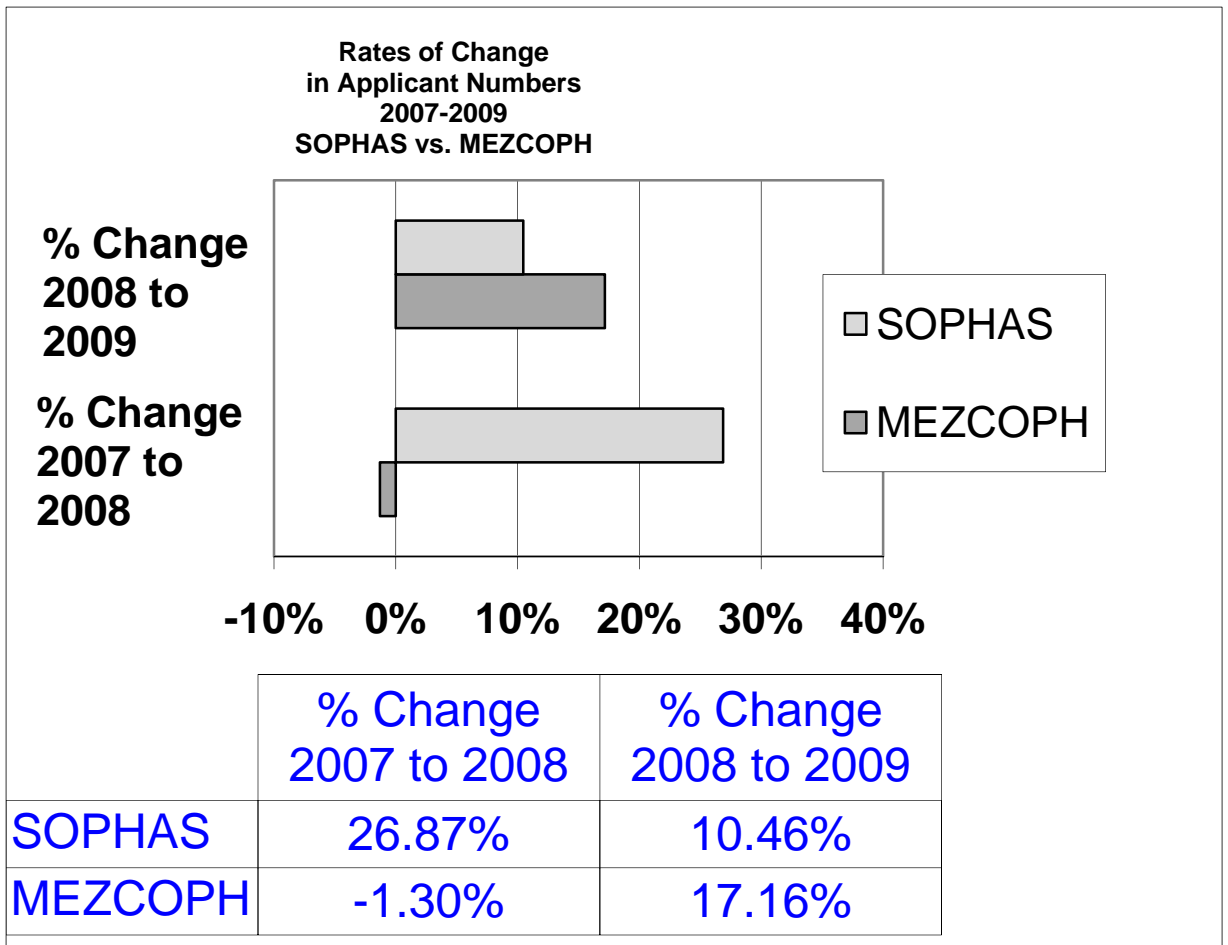 Rates of Change
in Applicant Numbers
2007-2009
SOPHAS vs. MEZCOPH
% Change
2008 to
2009
% Change
2007 to
2008
SOPHAS
MEZCOPH
-10% 0% 10% 20% 30% 40%
% Change % Change
2007 to 2008 2008 to 2009
SOPHAS 26.87% 10.46%
MEZCOPH -1.30% 17.16%